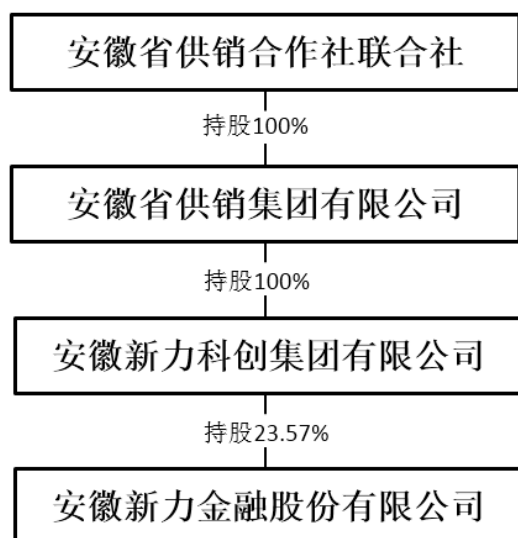 安徽省供销合作社联合社
持股100%
安徽省供销集团有限公司
持股100%
安徽新力科创集团有限公司
持股23.57%
安徽新力金融股份有限公司